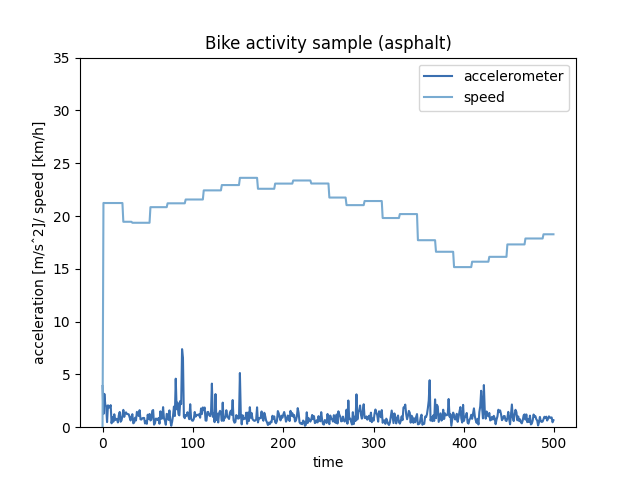 Bike activity sample (asphalt)
accelerometer
speed
acceleration [m/sˆ2]/ speed [km/h]
35
30
25
20
15
10
5
0
0 100 200 300 400 500
time